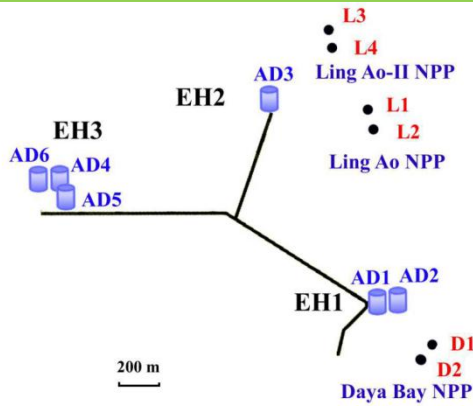 L3
L4
AD3
Ling Ao-II NPP
EH2
L1
EH3
L2
AD6 AD4
Ling Ao NPP
AD5
AD1 AD2
EH1
D1
200 m
D2
Daya Bay NPP